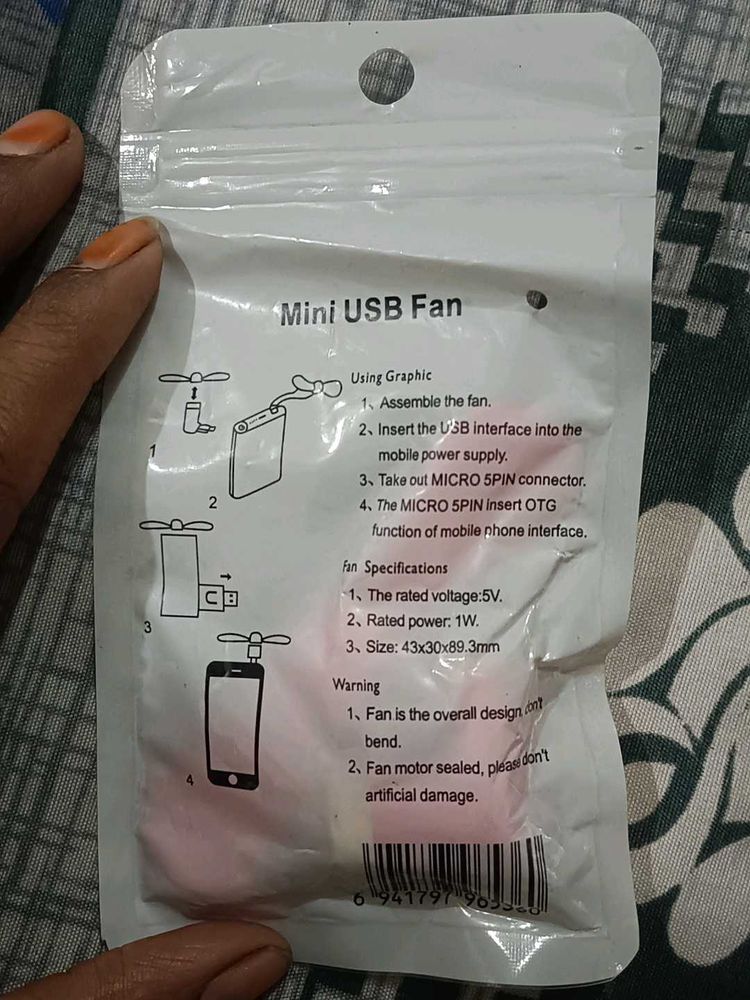 Mini USB Fan
Using Graphic
1、Assemble the fan.
2、Insert the USB interface into the
mobile power supply.
3、Take out MICRO 5PIN connector.
4、The MICRO 5PIN insert OTG
function of mobile phone interface.
1
2
3
4
Fan Specifications
1、The rated voltage:5V.
2、Rated power: 1W.
3、Size: 43x30x89.3mm
Warning
1、Fan is the overall design, don't
bend.
2、Fan motor sealed, please don't
artificial damage.
6 941797